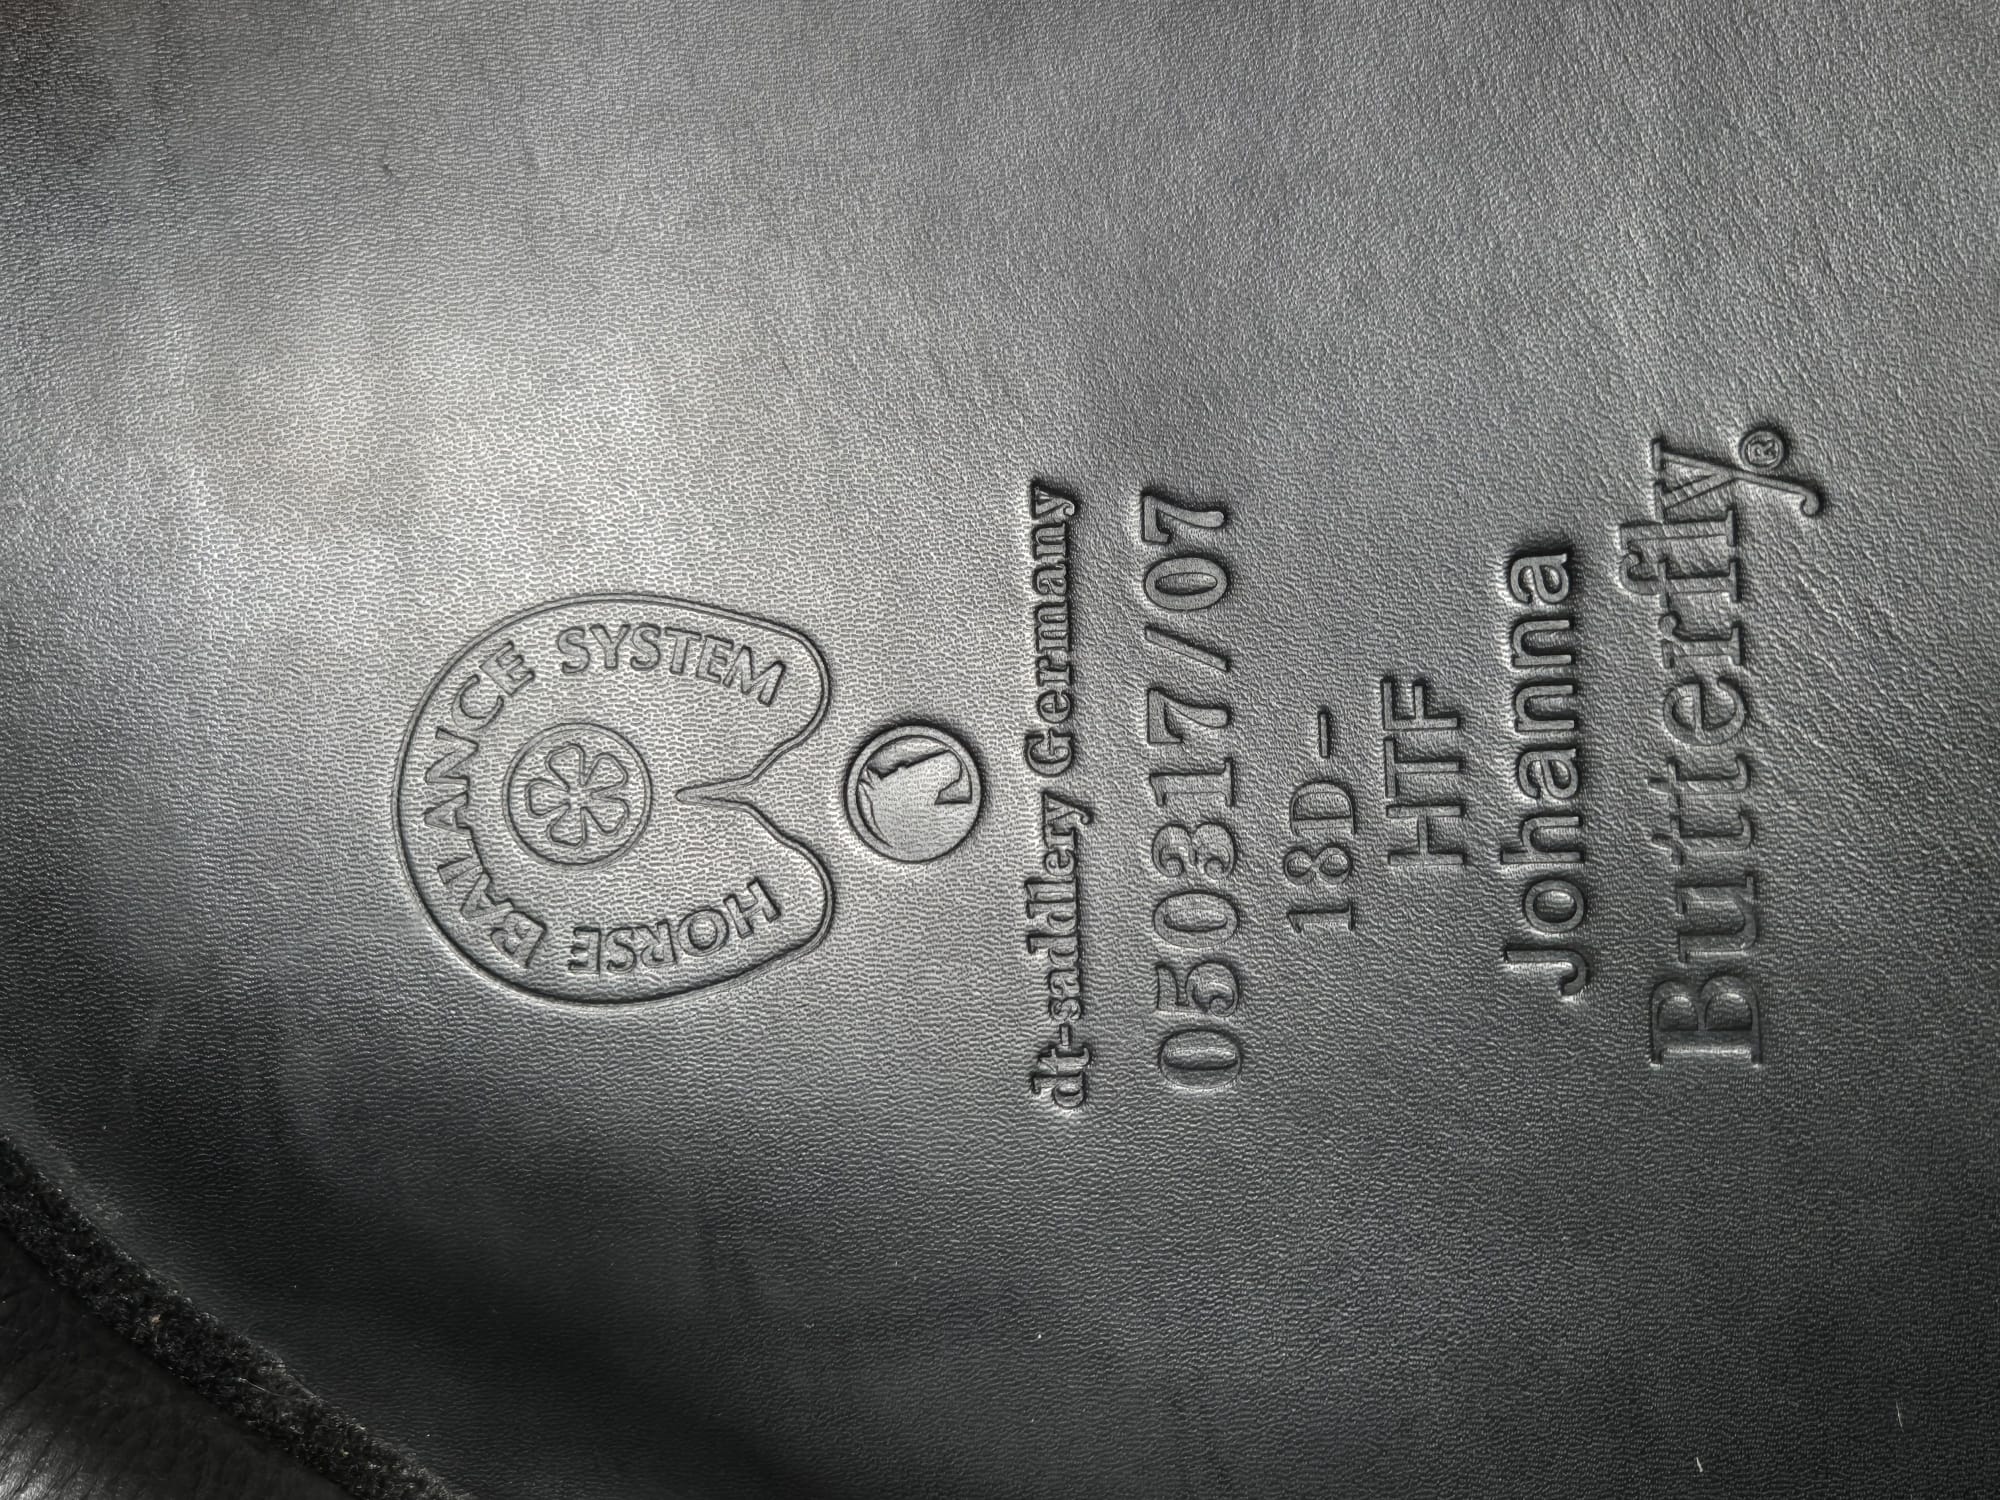 HORSE BALANCE SYSTEM
dt-saddlery Germany
050317/07
18D-
HTF
Johanna
Butterfly®